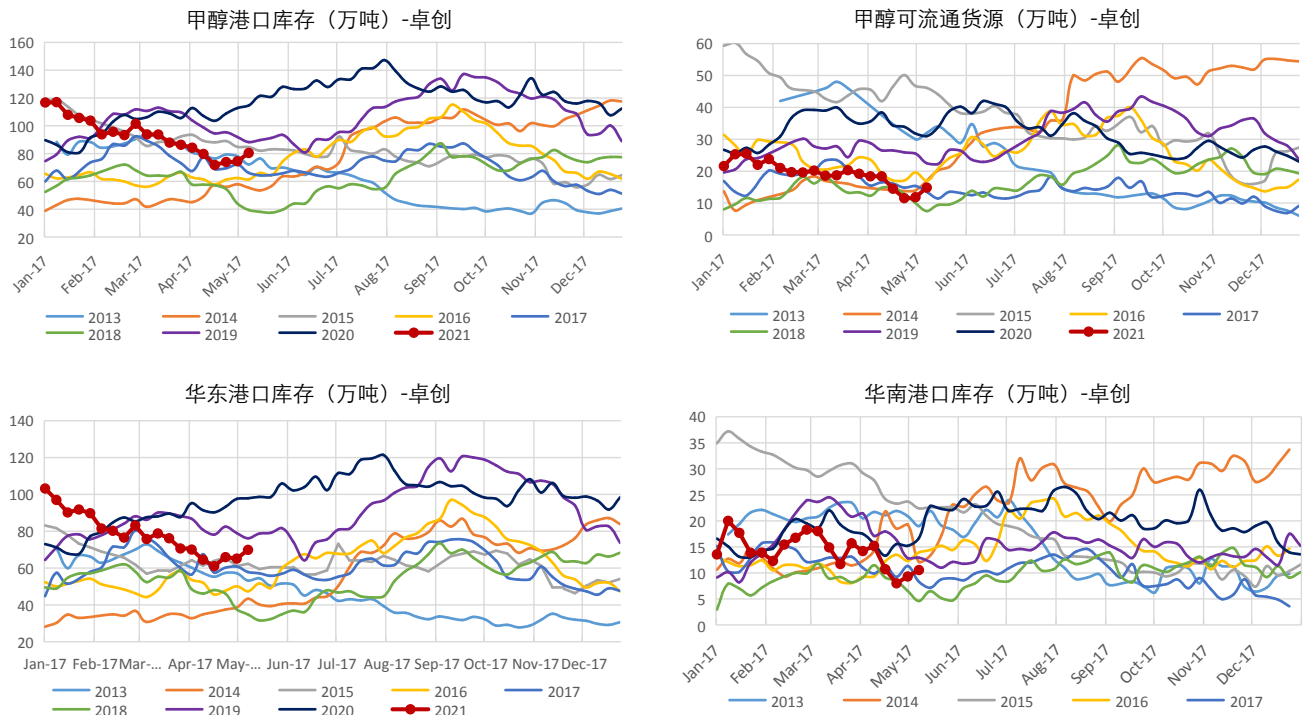 甲醇港口库存（万吨）-卓创
160
140
120
100
80
60
40
20
Jan-17
Feb-17
Mar-17
Apr-17
May-17
Jun-17
Jul-17
Aug-17
Sep-17
Oct-17
Nov-17
Dec-17
2013 2014 2015 2016 2017
2018 2019 2020 2021
甲醇可流通货源（万吨）-卓创
60
50
40
30
20
10
0
Jan-17
Feb-17
Mar-17
Apr-17
May-17
Jun-17
Jul-17
Aug-17
Sep-17
Oct-17
Nov-17
Dec-17
2013 2014 2015 2016 2017
2018 2019 2020 2021
华东港口库存（万吨）-卓创
140
120
100
80
60
40
20
Jan-17 Feb-17 Mar-... Apr-17 May-... Jun-17 Jul-17 Aug-17 Sep-17 Oct-17 Nov-17 Dec-17
2013 2014 2015 2016 2017
2018 2019 2020 2021
华南港口库存（万吨）-卓创
40
35
30
25
20
15
10
5
0
Jan-17
Feb-17
Mar-17
Apr-17
May-17
Jun-17
Jul-17
Aug-17
Sep-17
Oct-17
Nov-17
Dec-17
2013 2014 2015 2016 2017